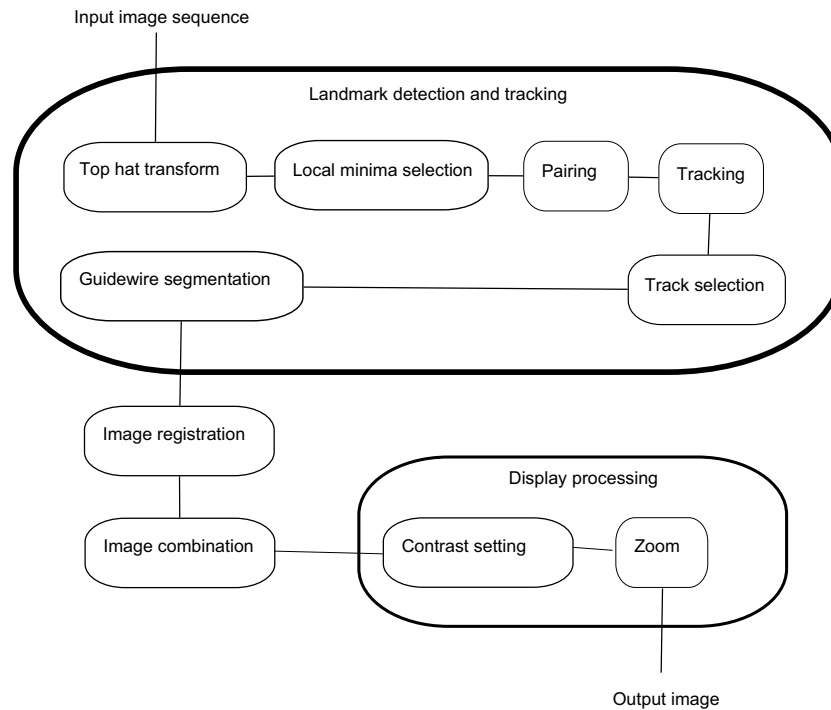 Input image sequence
Landmark detection and tracking
Top hat transform
Local minima selection
Pairing
Tracking
Guidewire segmentation
Track selection
Image registration
Display processing
Image combination
Contrast setting
Zoom
Output image